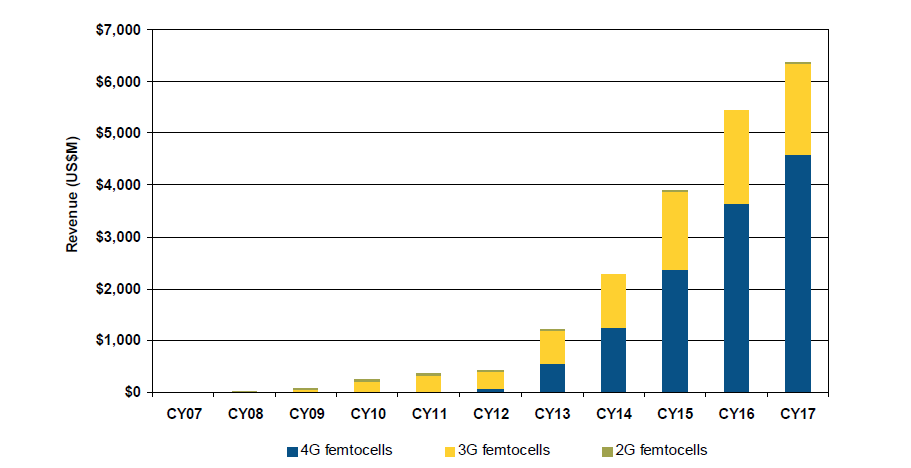 $7,000
$6,000
$5,000
$4,000
$3,000
$2,000
$1,000
$0
Revenue (US$M)
CY07 CY08 CY09 CY10 CY11 CY12 CY13 CY14 CY15 CY16 CY17
4G femtocells 3G femtocells 2G femtocells